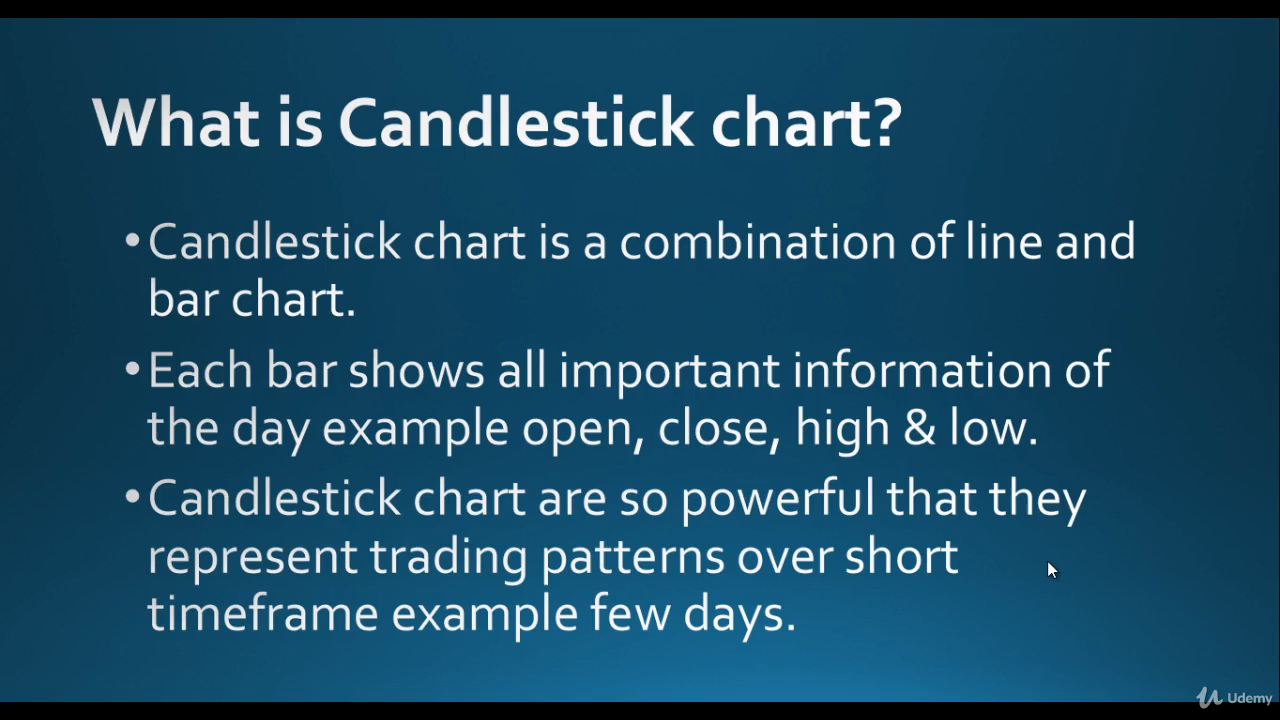 What is Candlestick chart?
•Candlestick chart is a combination of line and
bar chart.
•Each bar shows all important information of
the day example open, close, high & low.
•Candlestick chart are so powerful that they
represent trading patterns over short
timeframe example few days.
Udemy